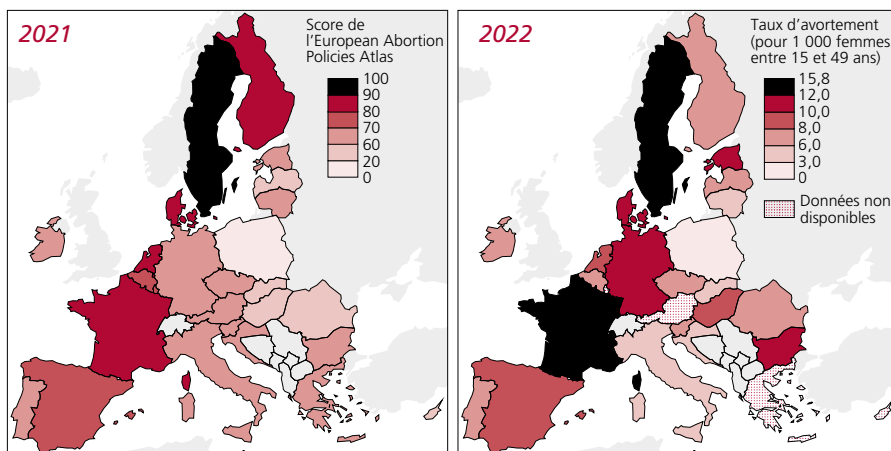 2021
Score de
l'European Abortion
Policies Atlas
100
90
80
70
60
20
0
2022
Taux d'avortement
(pour 1 000 femmes
entre 15 et 49 ans)
15,8
12,0
8,0
6,0
3,0
0
Données non
disponibles